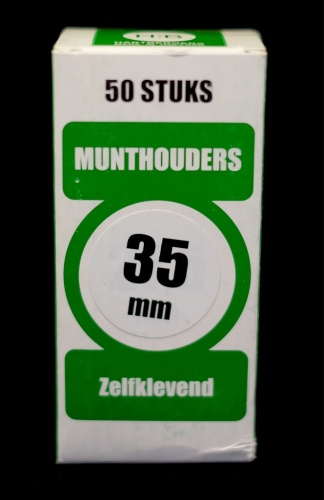 50 STUKS
MUNTHOUDERS
35
mm
Zelfklevend